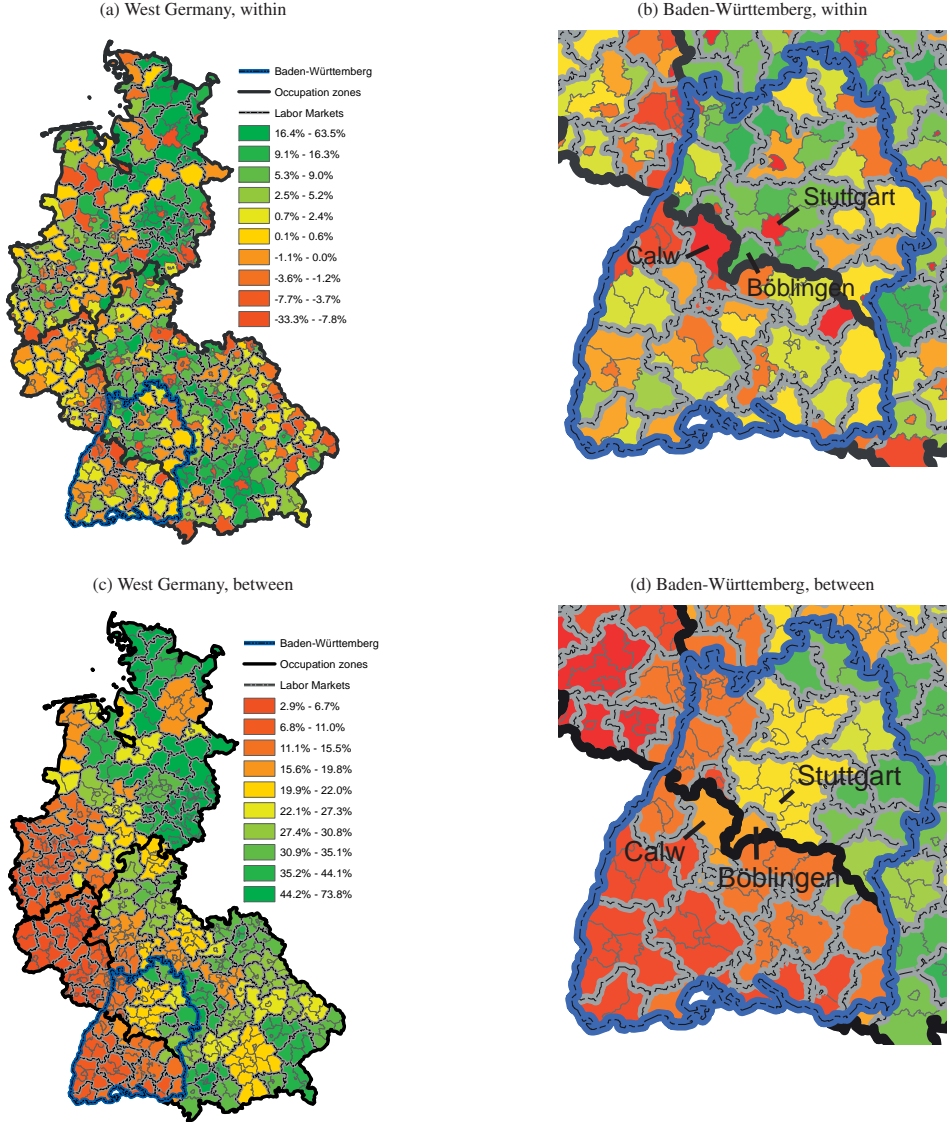 (a) West Germany, within
Baden-Württemberg
Occupation zones
Labor Markets
16.4% - 63.5%
9.1% - 16.3%
5.3% - 9.0%
2.5% - 5.2%
0.7% - 2.4%
0.1% - 0.6%
-1.1% - 0.0%
-3.6% - -1.2%
-7.7% - -3.7%
-33.3% - -7.8%
(b) Baden-Württemberg, within
Stuttgart
Calw
Böblingen
(c) West Germany, between
Baden-Württemberg
Occupation zones
Labor Markets
2.9% - 6.7%
6.8% - 11.0%
11.1% - 15.5%
15.6% - 19.8%
19.9% - 22.0%
22.1% - 27.3%
27.4% - 30.8%
30.9% - 35.1%
35.2% - 44.1%
44.2% - 73.8%
(d) Baden-Württemberg, between
Stuttgart
Calw
Böblingen